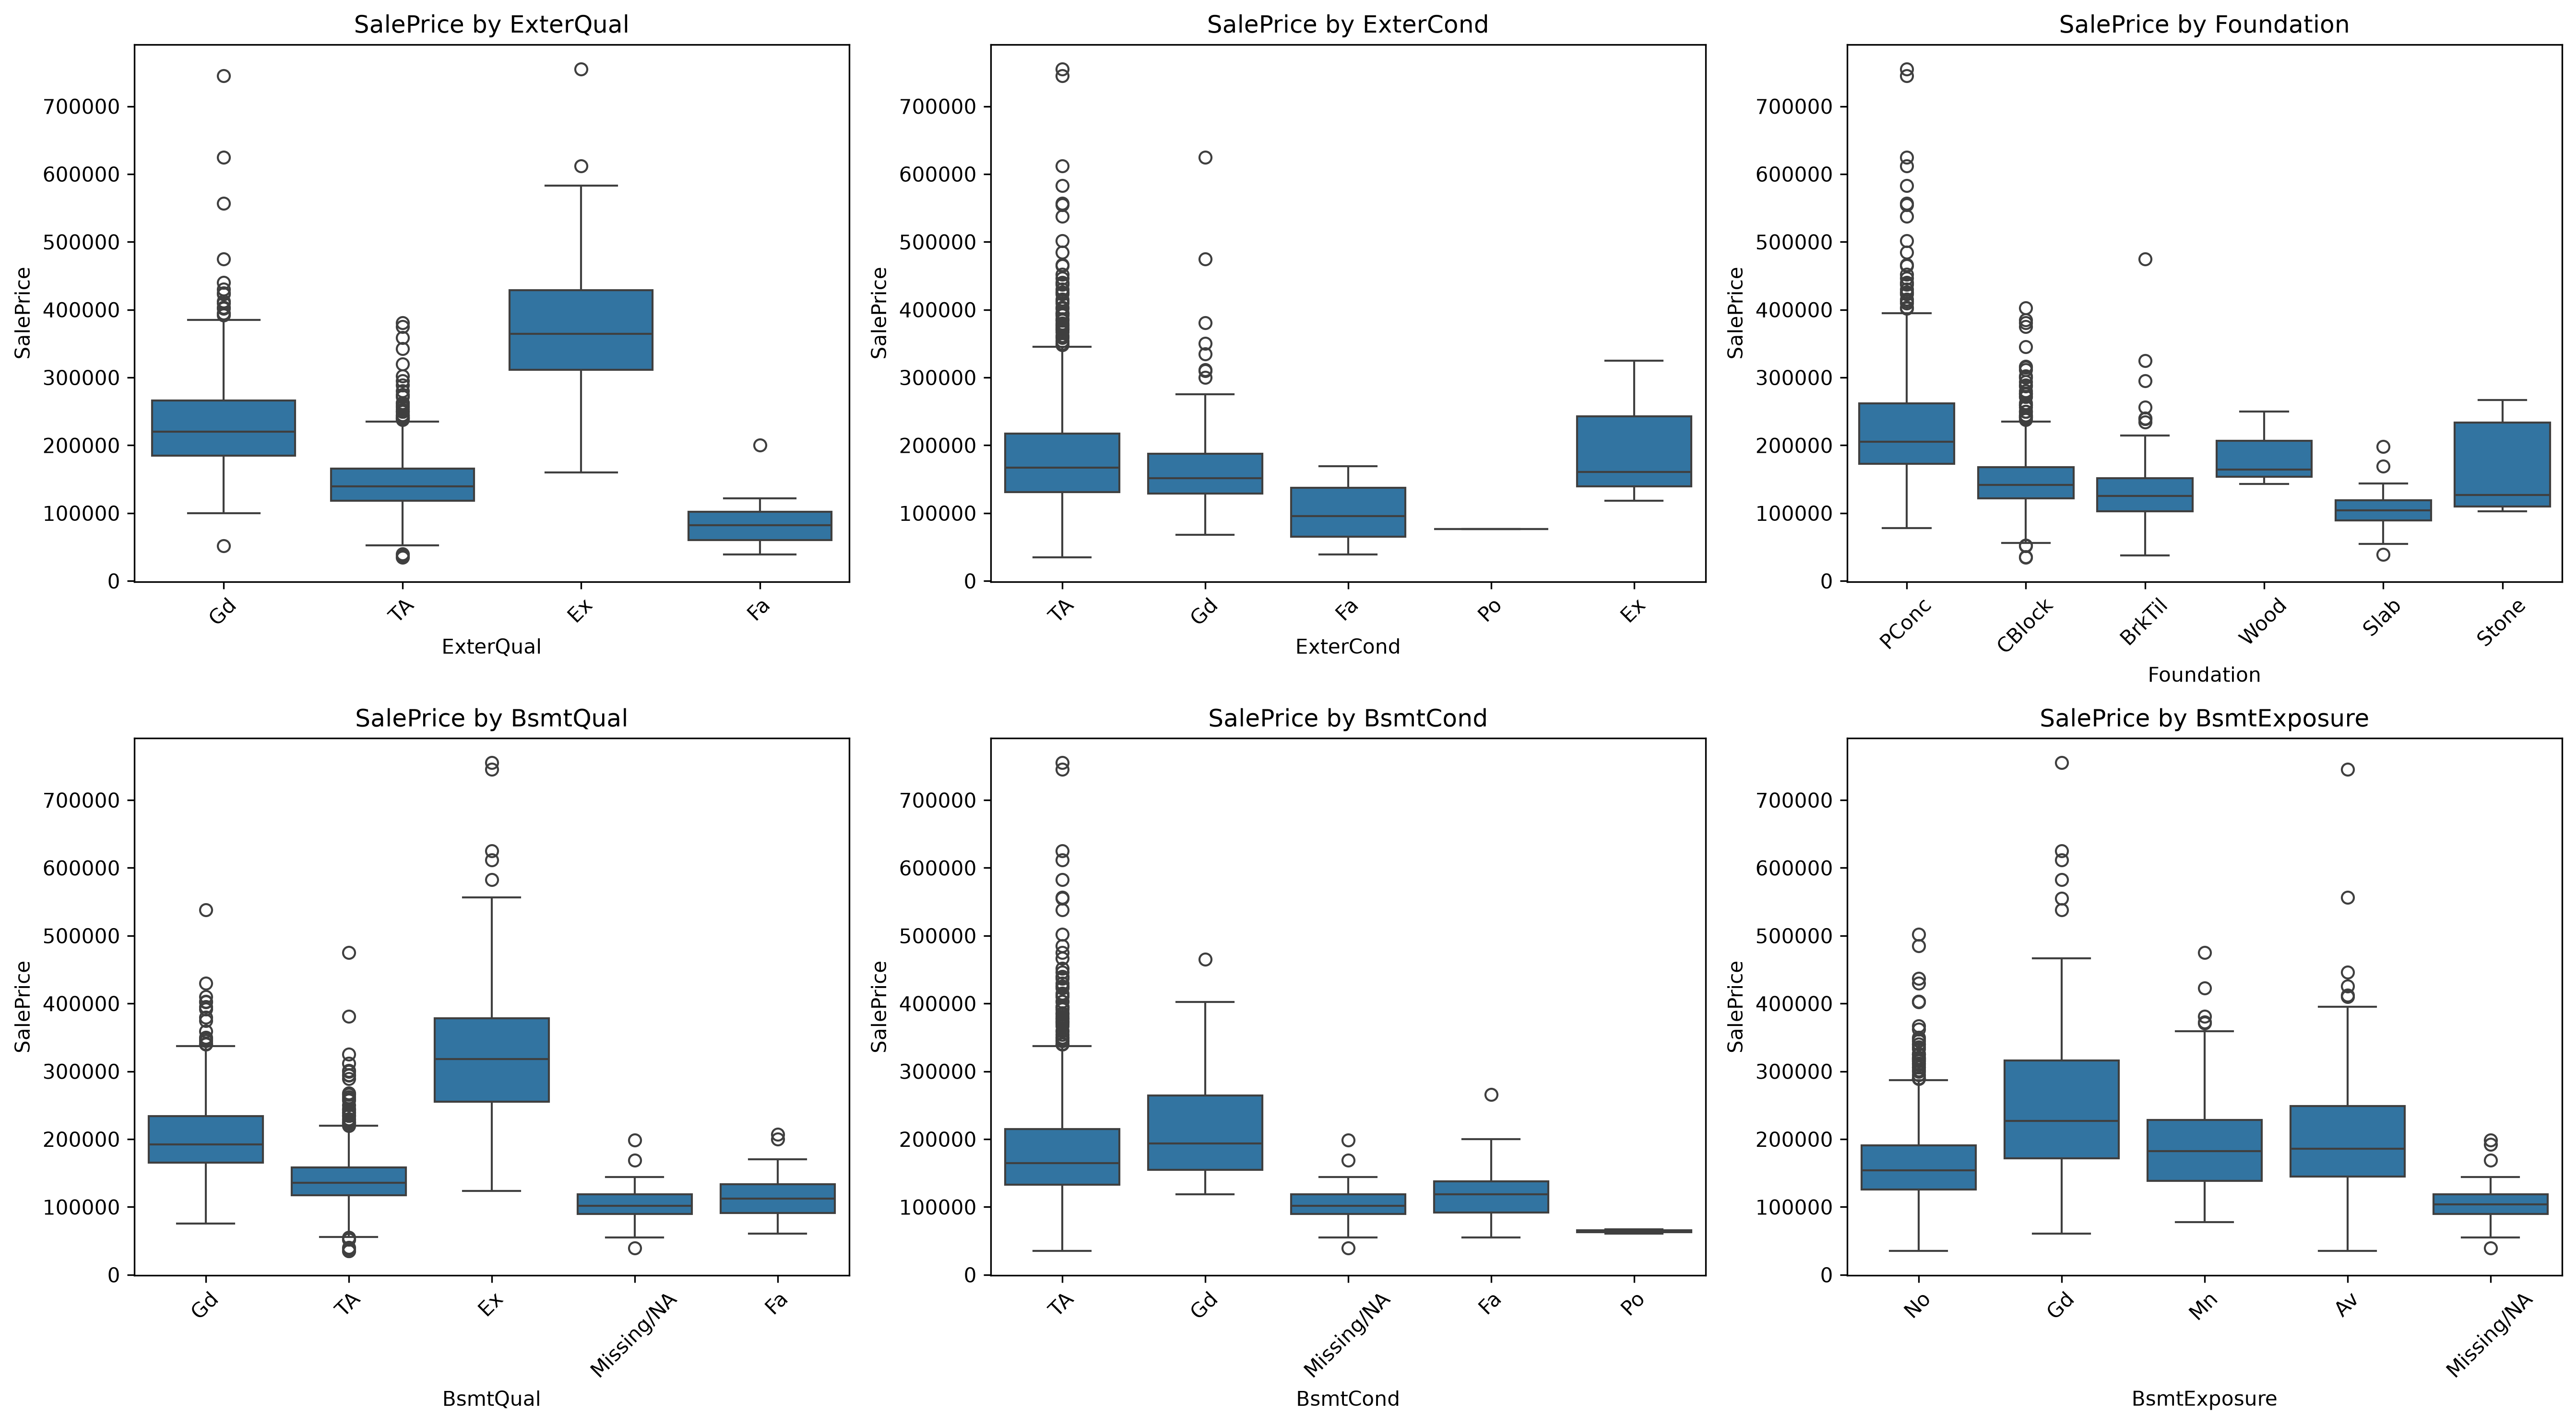 SalePrice by ExterQual
SalePrice
700000
600000
500000
400000
300000
200000
100000
0
Gd
TA
Ex
Fa
ExterQual
SalePrice by ExterCond
SalePrice
700000
600000
500000
400000
300000
200000
100000
0
TA
Gd
Fa
Po
Ex
ExterCond
SalePrice by Foundation
SalePrice
700000
600000
500000
400000
300000
200000
100000
0
PConc
CBlock
BrkTil
Wood
Slab
Stone
Foundation
SalePrice by BsmtQual
SalePrice
700000
600000
500000
400000
300000
200000
100000
0
Gd
TA
Ex
Missing/NA
Fa
BsmtQual
SalePrice by BsmtCond
SalePrice
700000
600000
500000
400000
300000
200000
100000
0
TA
Gd
Missing/NA
Fa
Po
BsmtCond
SalePrice by BsmtExposure
SalePrice
700000
600000
500000
400000
300000
200000
100000
0
No
Gd
Mn
Av
Missing/NA
BsmtExposure